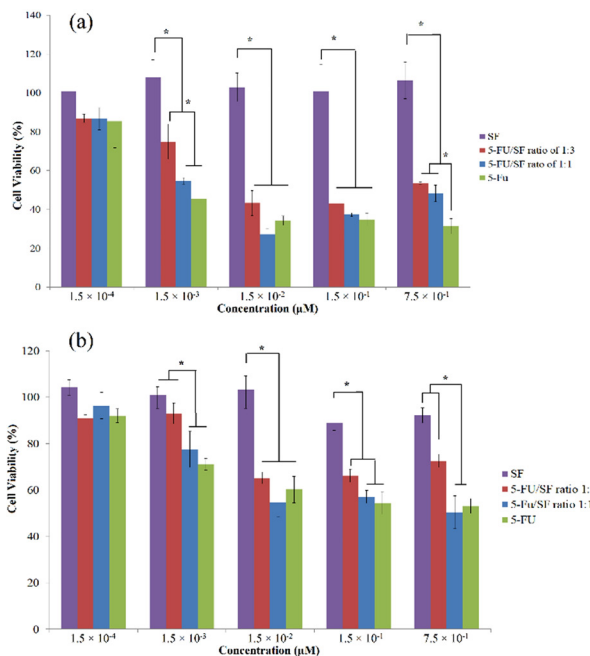 (a)
140
120
100
80
60
40
20
0
Cell Viability (%)
* * * * * *
SF
5-FU/SF ratio of 1:3
5-FU/SF rato of 1:1
5-Fu
1.5 × 10-4 1.5 × 10-3 1.5 × 10-2 1.5 × 10-1 7.5 × 10-1
Concentration (µM)
(b)
120
100
80
60
40
20
0
Cell Viability (%)
* * * *
SF
5-FU/SF ratio 1:
5-Fu/SF ratio 1:1
5-FU
1.5 × 10-4 1.5 × 10-3 1.5 × 10-2 1.5 × 10-1 7.5 × 10-1
Concentration (µM)